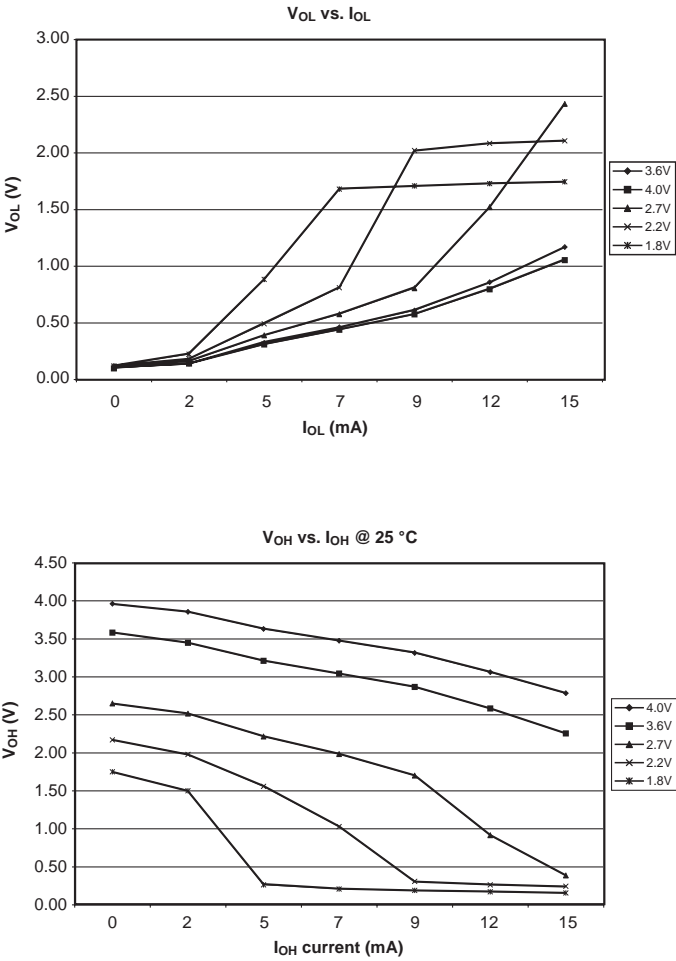 VOL vs. IOL
3.00
2.50
2.00
1.50
1.00
0.50
0.00
VOL (V)
0 2 5 7 9 12 15
IOL (mA)
3.6V
4.0V
2.7V
2.2V
1.8V
VOH vs. IOH @ 25 °C
4.50
4.00
3.50
3.00
2.50
2.00
1.50
1.00
0.50
0.00
VOH (V)
0 2 5 7 9 12 15
IOH current (mA)
4.0V
3.6V
2.7V
2.2V
1.8V